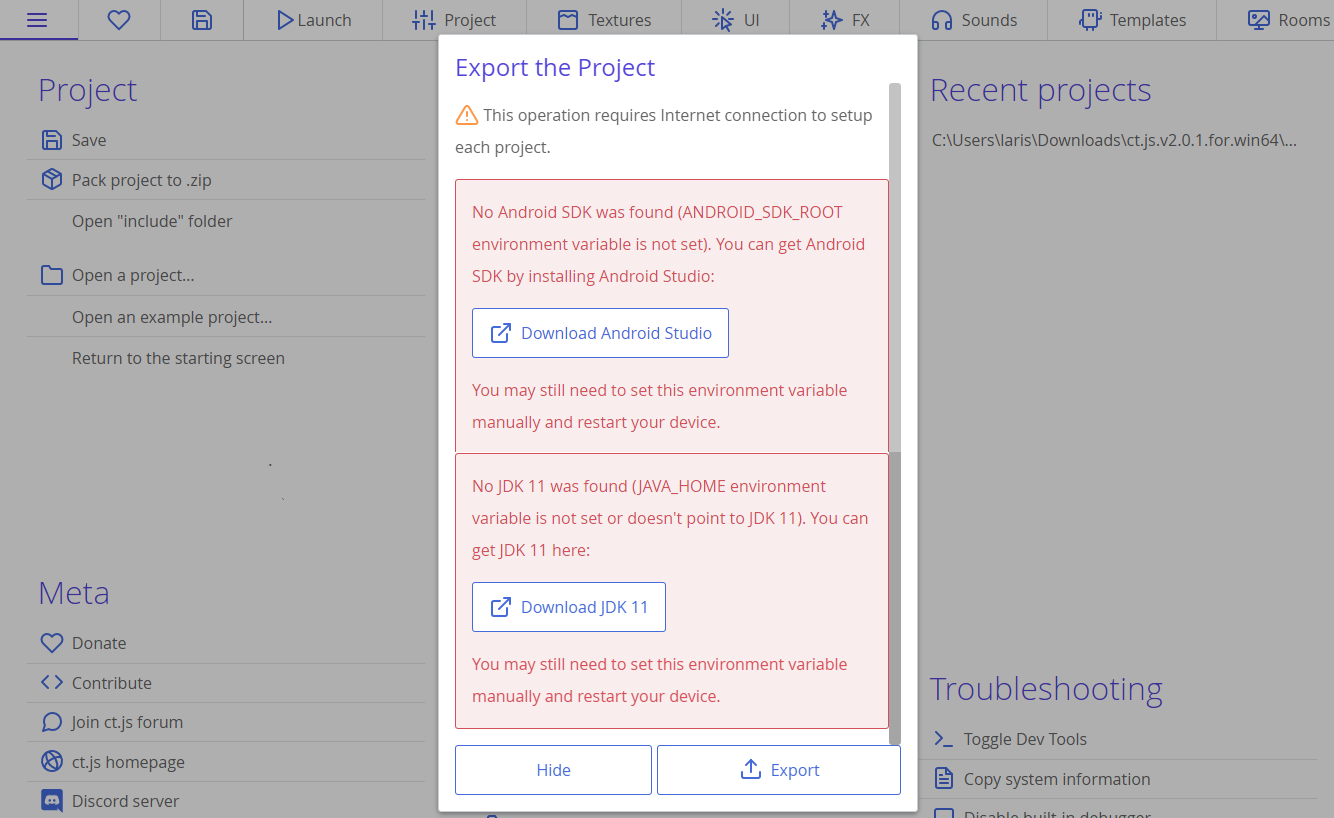 Launch
Project
Textures
UI
FX
Sounds
Templates
Rooms
Project
Save
Pack project to .zip
Open "include" folder
Open a project...
Open an example project...
Return to the starting screen
Meta
Donate
Contribute
Join ct.js forum
ct.js homepage
Discord server
Export the Project
This operation requires Internet connection to setup
each project.
No Android SDK was found (ANDROID_SDK_ROOT
environment variable is not set). You can get Android
SDK by installing Android Studio:
Download Android Studio
You may still need to set this environment variable
manually and restart your device.
No JDK 11 was found (JAVA_HOME environment
variable is not set or doesn't point to JDK 11). You can
get JDK 11 here:
Download JDK 11
You may still need to set this environment variable
manually and restart your device.
Hide
Export
Recent projects
C:\Users\laris\Downloads\ct.js.v2.0.1.for.win64\...
Troubleshooting
Toggle Dev Tools
Copy system information
Disable built-in debugger